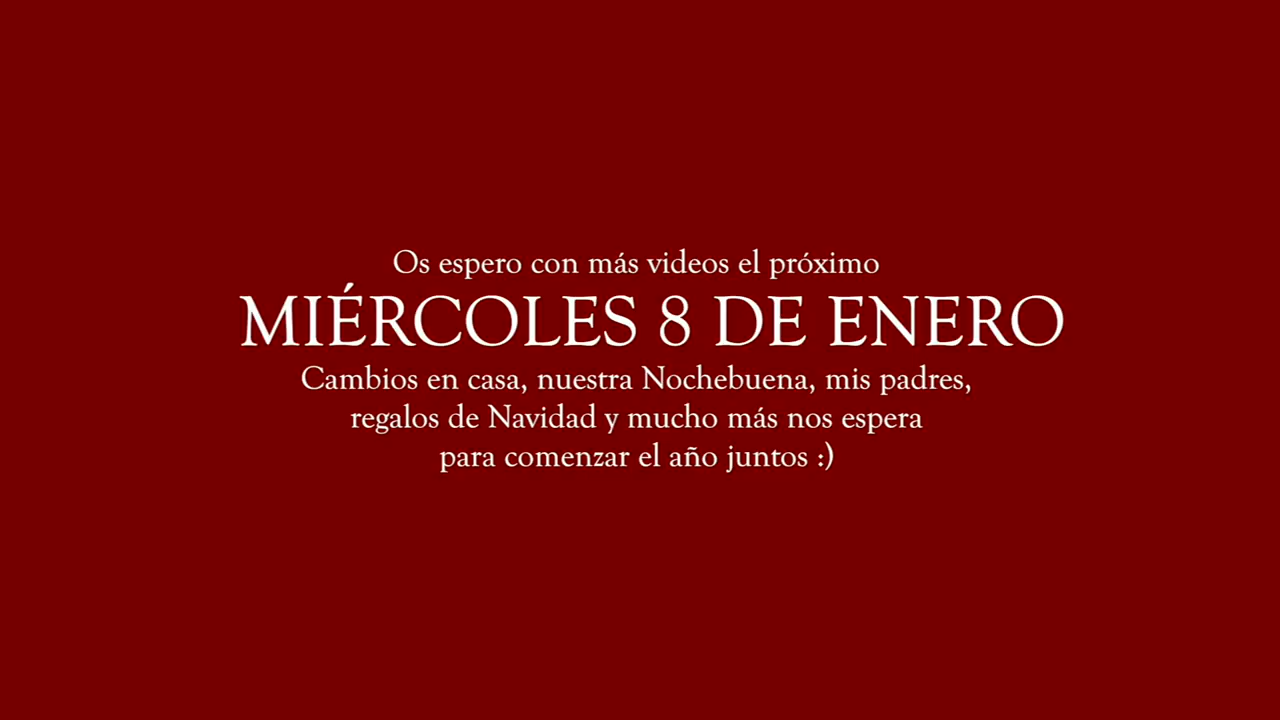 Os espero con más videos el próximo
MIÉRCOLES 8 DE ENERO
Cambios en casa, nuestra Nochebuena, mis padres,
regalos de Navidad y mucho más nos espera
para comenzar el año juntos :)